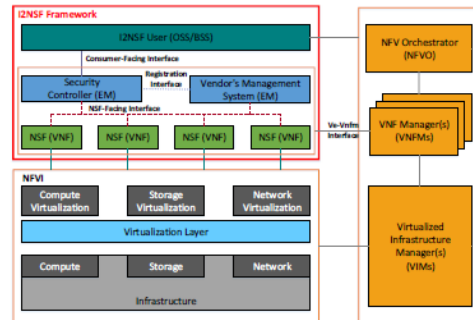 I2NSF Framework
I2NSF User (OSS/BSS)
Consumer-Facing Interface
Security
Controller (EM)
Registration
Interface
Vendor's Management
System (EM)
NSF-Facing Interface
NSF (VNF)
NSF (VNF)
NSF (VNF)
NSF (VNF)
NFVI
Compute
Virtualization
Storage
Virtualization
Network
Virtualization
Virtualization Layer
Compute
Storage
Network
Infrastructure
NFV Orchestrator
(NFVO)
Ve-Vnfm
Interface
VNF Manager(s)
(VNFMs)
Virtualized
Infrastructure
Manager(s)
(VIMs)